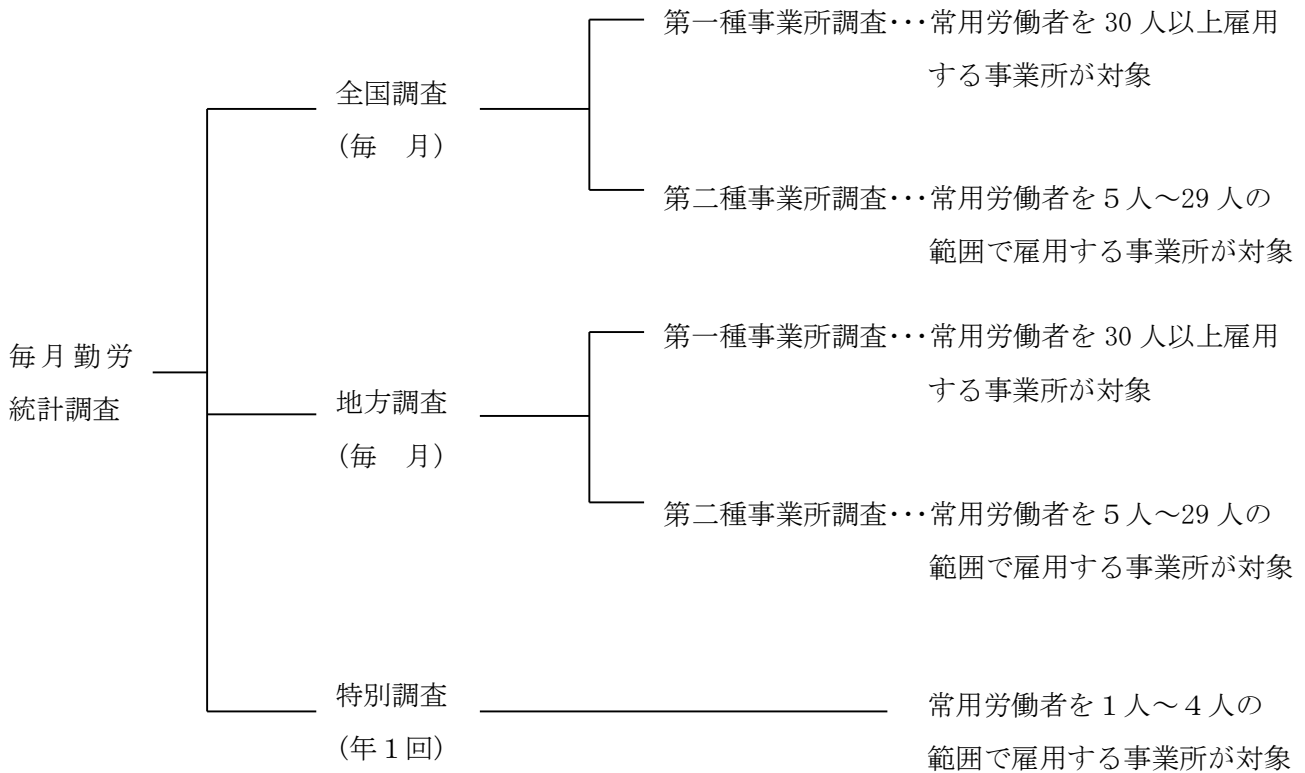 毎月勤労
統計調査
全国調査
(毎　月)
第一種事業所調査･･･常用労働者を 30 人以上雇用
する事業所が対象
第二種事業所調査･･･常用労働者を５人～29 人の
範囲で雇用する事業所が対象
地方調査
(毎　月)
第一種事業所調査･･･常用労働者を 30 人以上雇用
する事業所が対象
第二種事業所調査･･･常用労働者を５人～29 人の
範囲で雇用する事業所が対象
特別調査
(年１回)
常用労働者を１人～４人の
範囲で雇用する事業所が対象